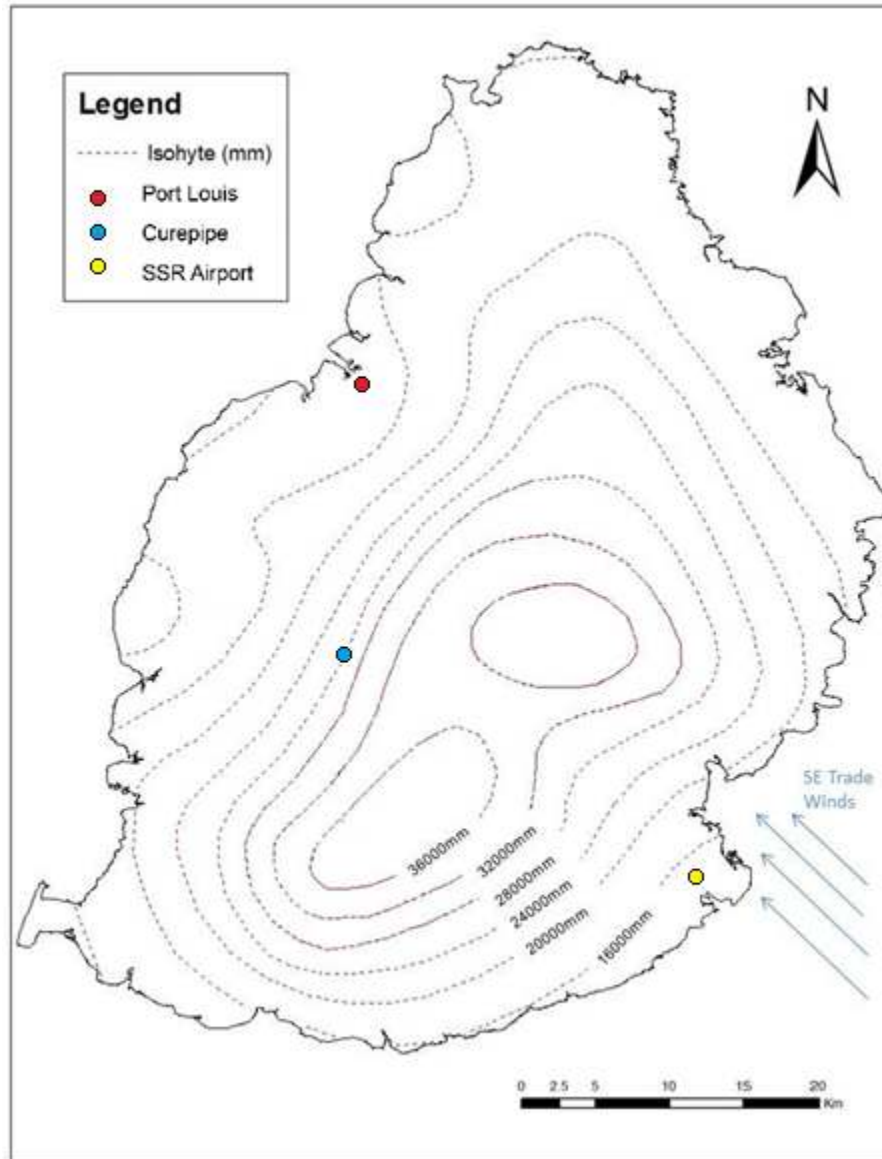 Legend
Isohyte (mm)
Port Louis
Curepipe
SSR Airport
N
SE Trade
Winds
36000mm
32000mm
28000mm
24000mm
20000mm
16000mm
0 2.5 5 10 15 20
Km